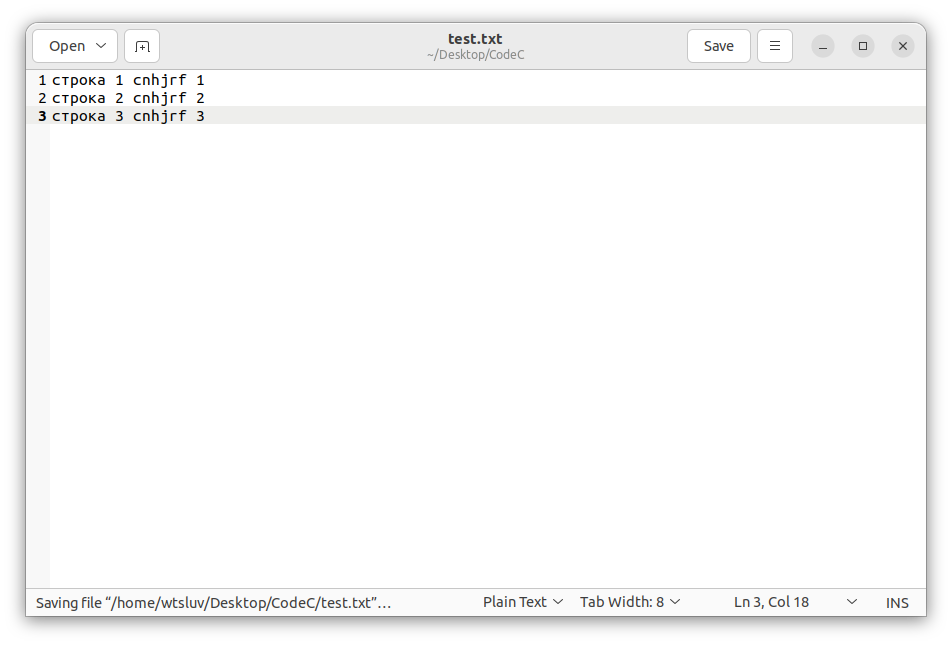 Open
test.txt
~/Desktop/CodeC
Save
1 строка 1 cnhjrf 1
2 строка 2 cnhjrf 2
3 строка 3 cnhjrf 3
Saving file “/home/wtsluv/Desktop/CodeC/test.txt”… Plain Text Tab Width: 8 Ln 3, Col 18 INS